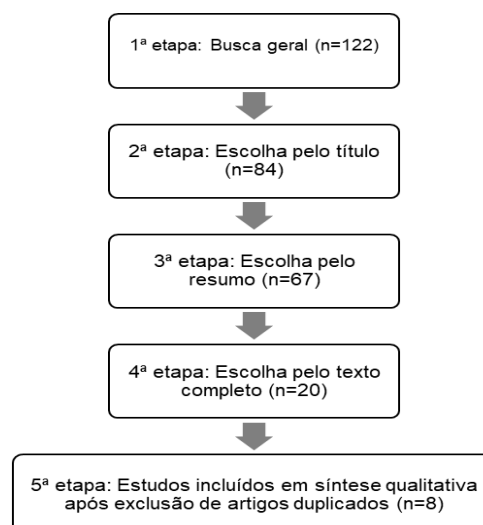 1ª etapa: Busca geral (n=122)
2ª etapa: Escolha pelo título
(n=84)
3ª etapa: Escolha pelo
resumo (n=67)
4ª etapa: Escolha pelo texto
completo (n=20)
5ª etapa: Estudos incluídos em síntese qualitativa
após exclusão de artigos duplicados (n=8)